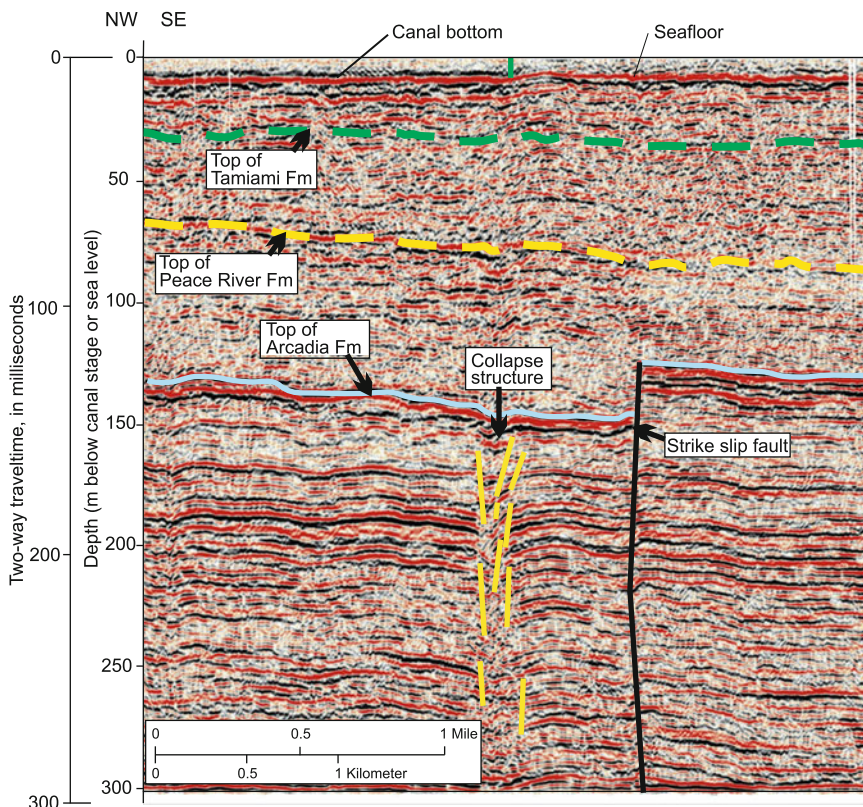 NW SE
Canal bottom
Seafloor
0
0
Top of
Tamiami Fm
50
Top of
Peace River Fm
100
100
Top of
Arcadia Fm
Collapse
structure
150
Strike slip fault
200
200
250
0 0.5 1 Mile
0 0.5 1 Kilometer
300
300
Two-way traveltime, in milliseconds
Depth (m below canal stage or sea level)